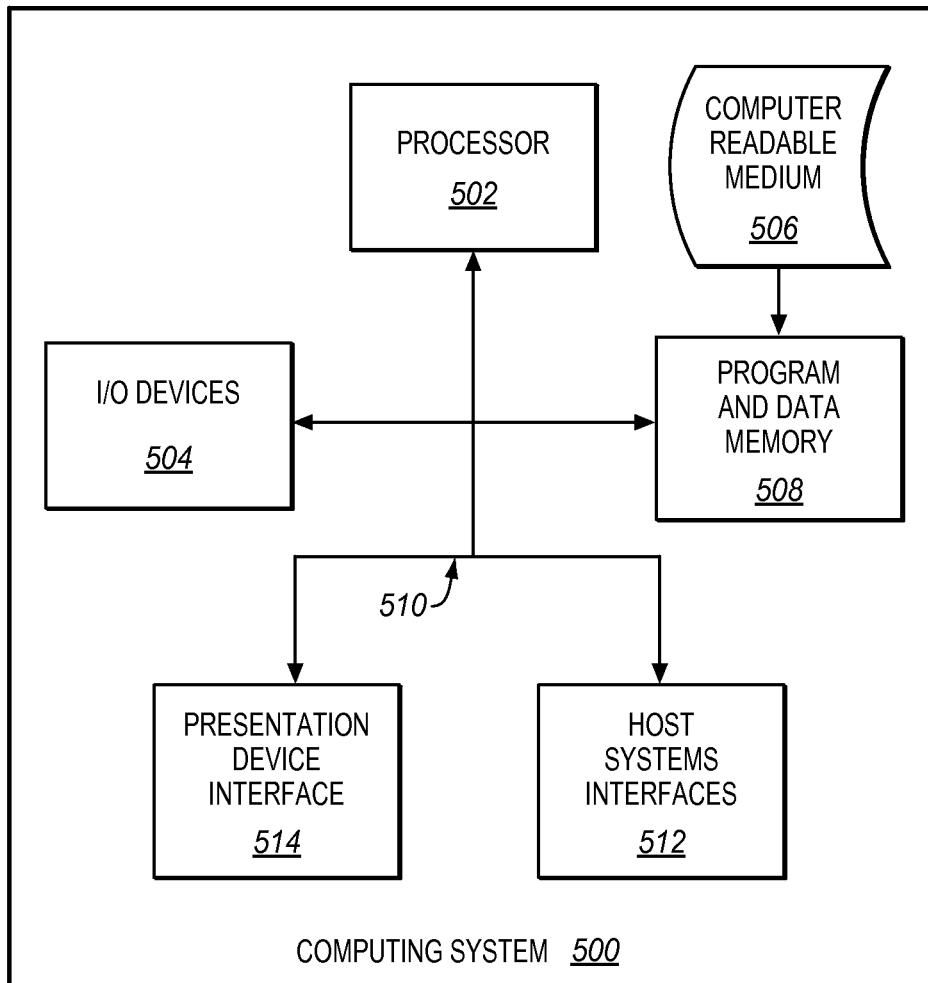 PROCESSOR
502
COMPUTER
READABLE
MEDIUM
506
I/O DEVICES
504
PROGRAM
AND DATA
MEMORY
508
510
PRESENTATION
DEVICE
INTERFACE
514
HOST
SYSTEMS
INTERFACES
512
COMPUTING SYSTEM 500